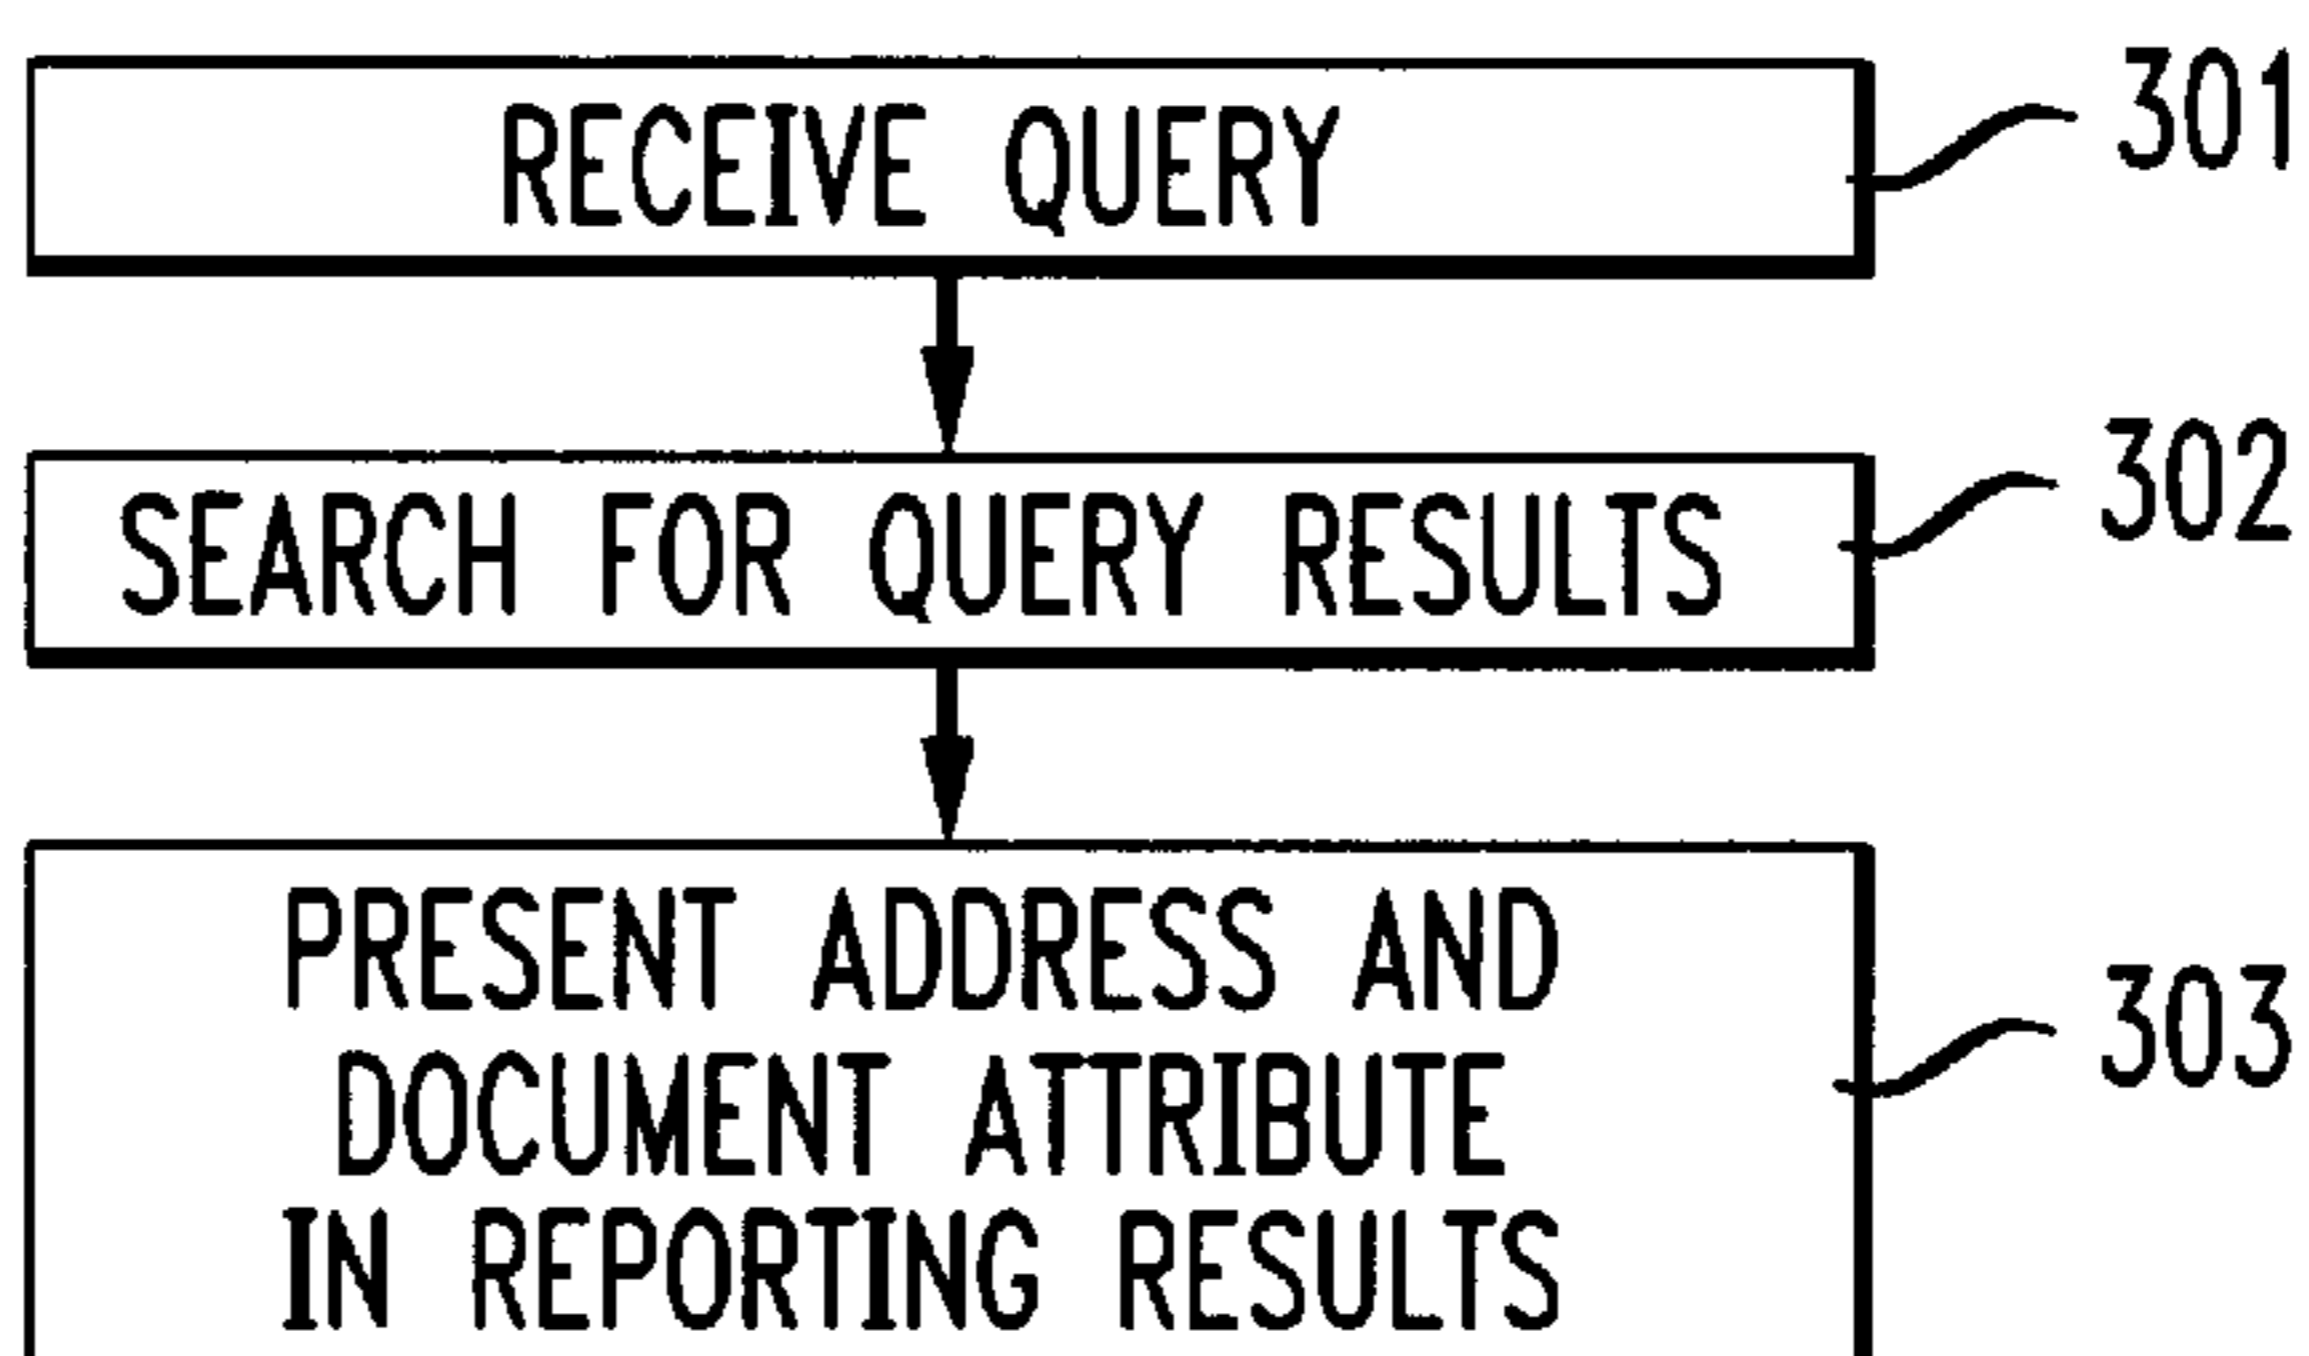 RECEIVE QUERY
301
SEARCH FOR QUERY RESULTS
302
PRESENT ADDRESS AND
DOCUMENT ATTRIBUTE
IN REPORTING RESULTS
303